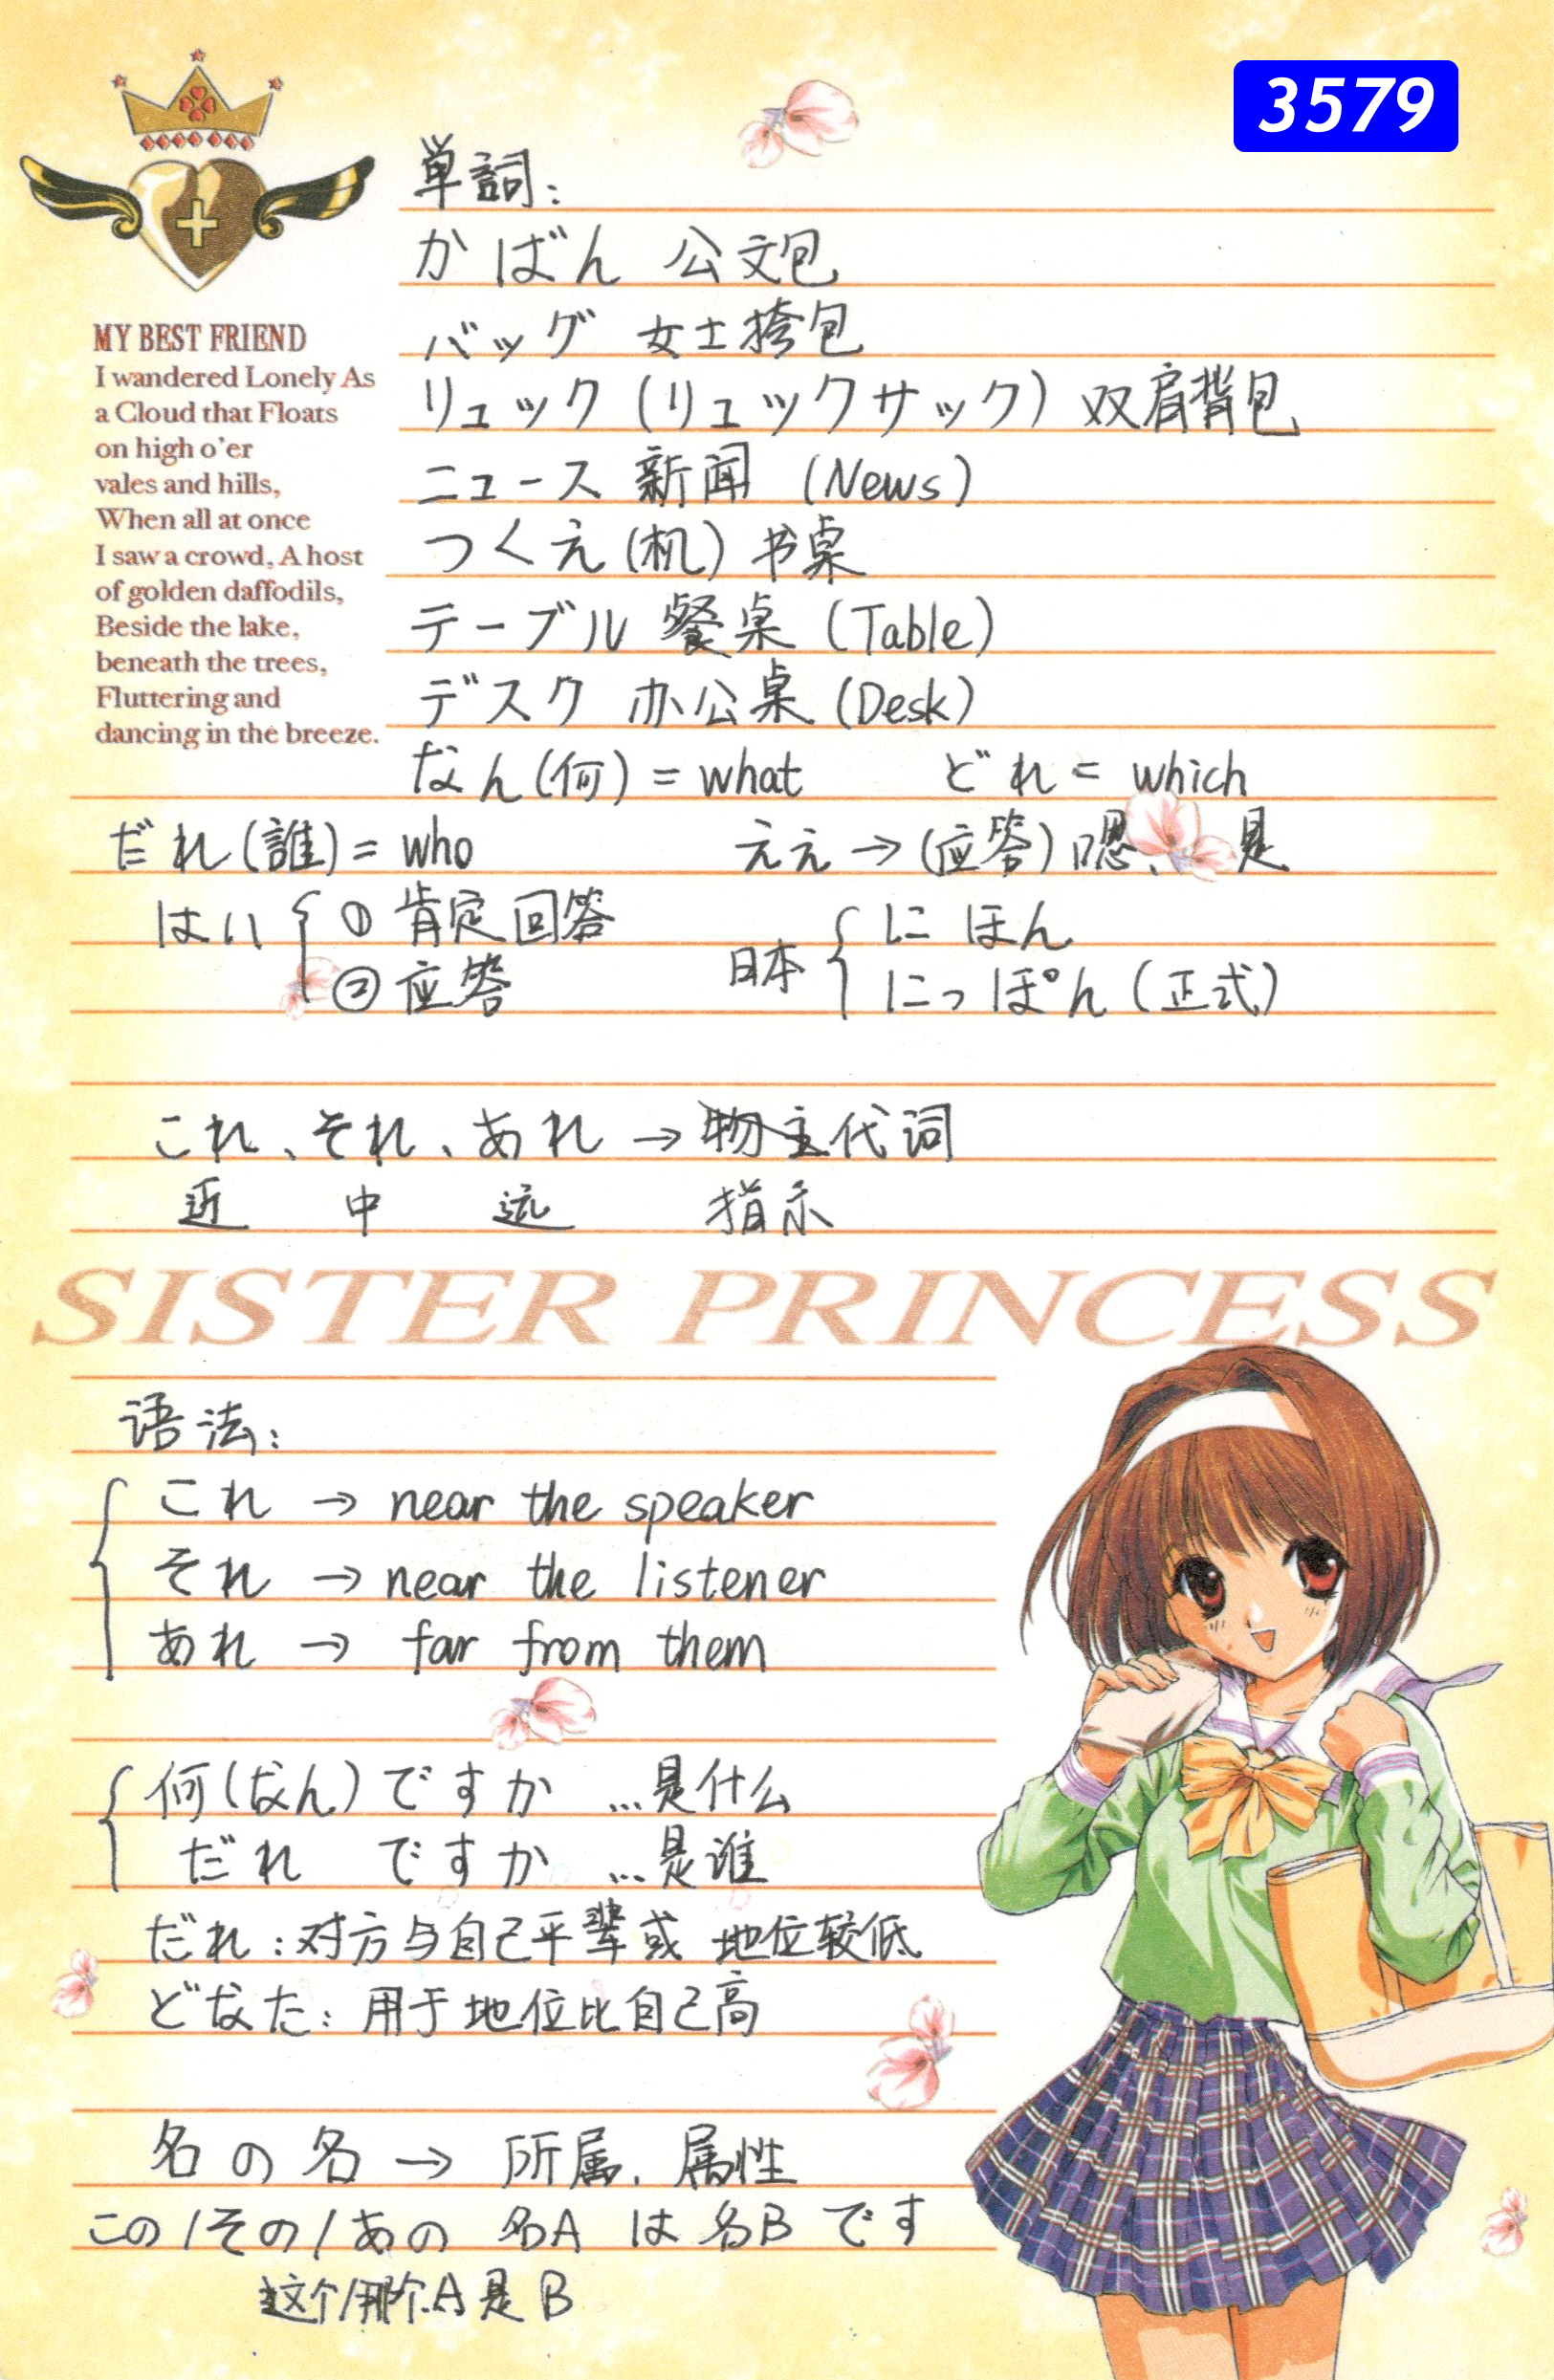 3579
MY BEST FRIEND
I wandered Lonely As
a Cloud that Floats
on high o'er
vales and hills,
When all at once
I saw a crowd, A host
of golden daffodils,
Beside the lake,
beneath the trees,
Fluttering and
dancing in the breeze.
単詞:
かばん 公文包
バッグ 女士挎包
リュック (リュックサック) 双肩背包
ニュース 新闻 (News)
つくえ(机) 书桌
テーブル 餐桌 (Table)
デスク 办公桌 (Desk)
なん(何) = what どれ = which
だれ(誰) = who ええ → (应答) 嗯、是
はい { ① 肯定回答
② 应答
日本 { にほん
にっぽん (正式)
これ、それ、あれ → 物主代词
近 中 远 指示
SISTER PRINCESS
语法:
これ → near the speaker
それ → near the listener
あれ → far from them
何(なん)ですか …是什么
だれ ですか …是谁
だれ:对方与自己平辈或 地位较低
どなた:用于地位比自己高
名の名 → 所属、属性
この/その/あの 名A は 名B です
这个/那个A是B